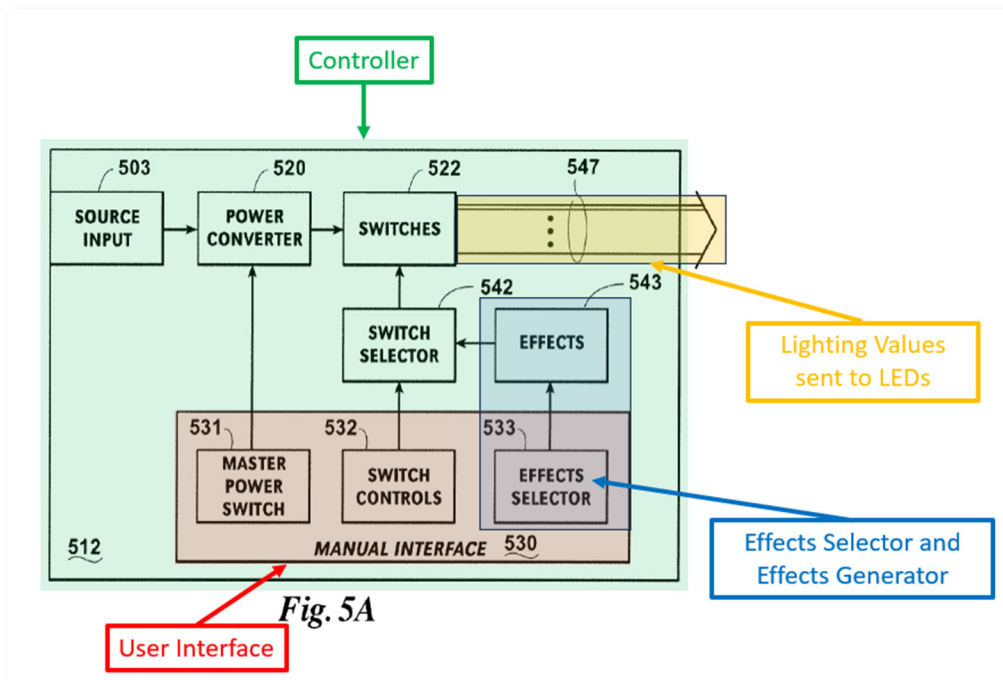 Controller
503
520
522
547
SOURCE
INPUT
POWER
CONVERTER
SWITCHES
542
543
SWITCH
SELECTOR
EFFECTS
Lighting Values
sent to LEDs
531
532
533
MASTER
POWER
SWITCH
SWITCH
CONTROLS
EFFECTS
SELECTOR
512
MANUAL INTERFACE 530
Effects Selector and
Effects Generator
Fig. 5A
User Interface